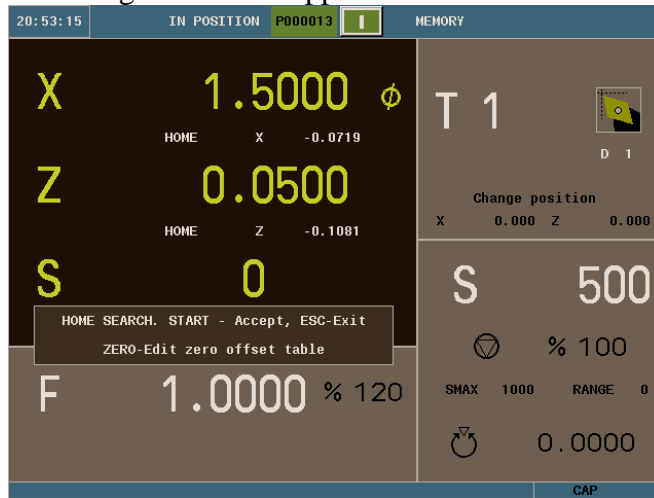 20:53:15 IN POSITION P000013 I MEMORY
X 1.5000 ϕ
HOME X -0.0719
Z 0.0500
HOME Z -0.1081
S 0
HOME SEARCH. START - Accept, ESC-Exit
ZERO-Edit zero offset table
F 1.0000 % 120
T 1
D 1
Change position
X 0.000 Z 0.000
S 500
% 100
SMAX 1000 RANGE 0
0.0000
CAP